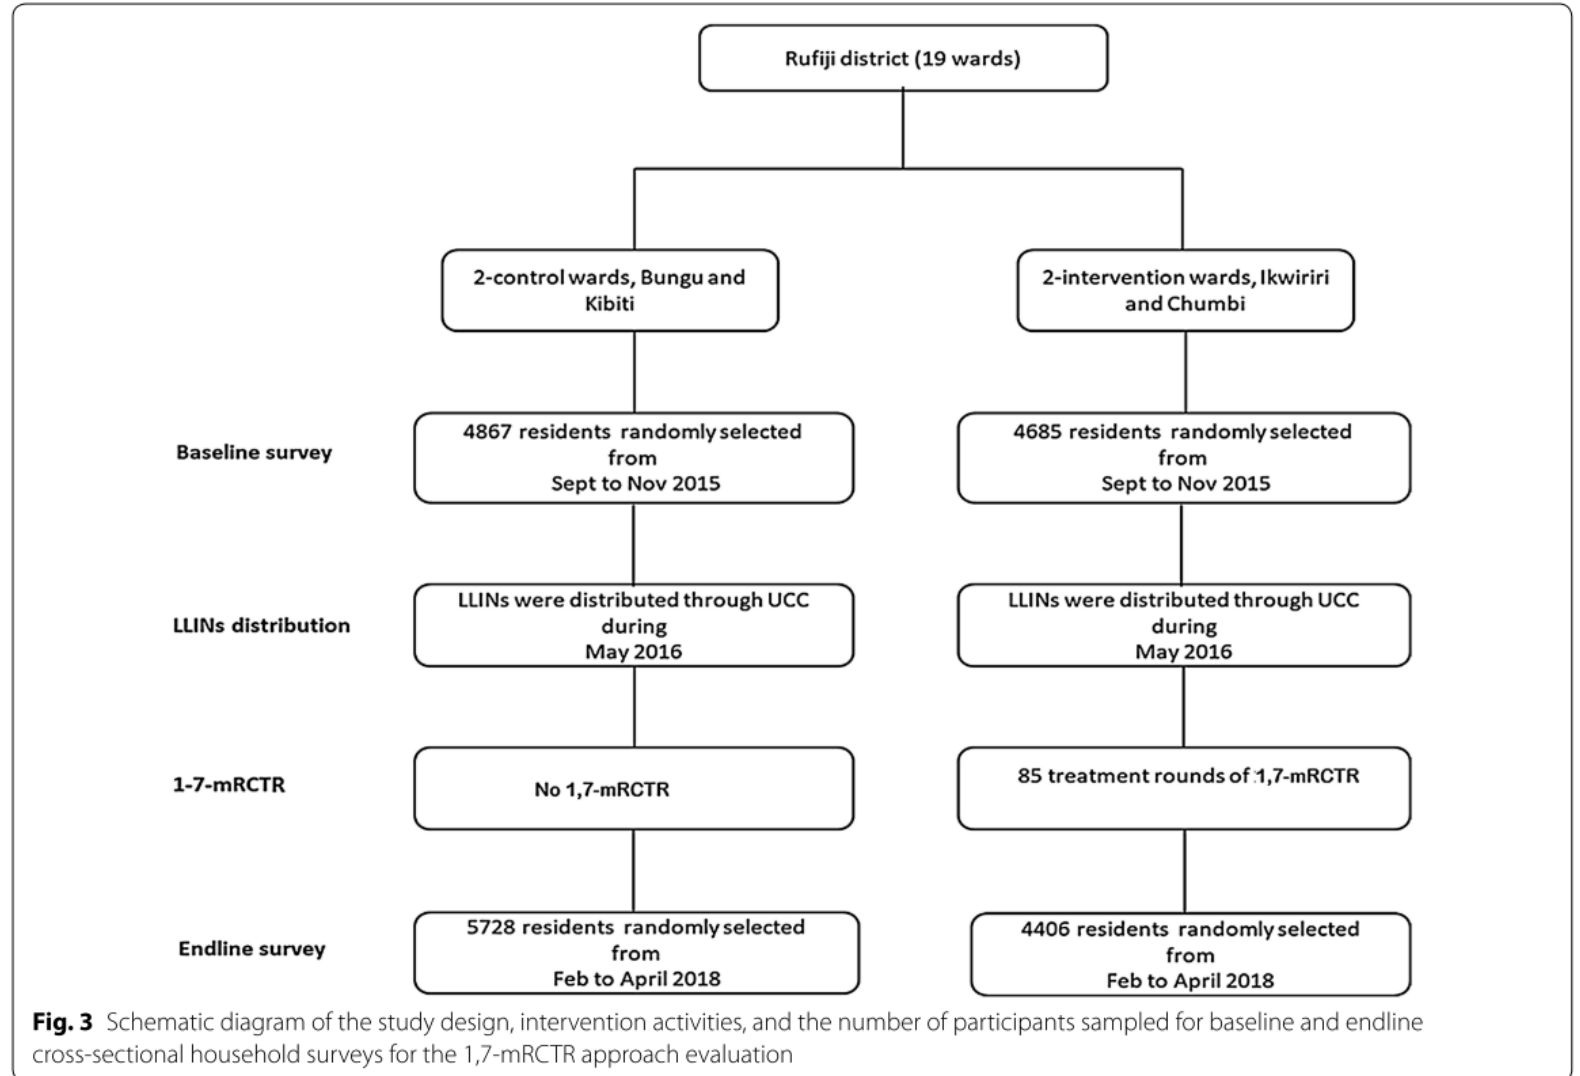 Rufiji district (19 wards)
2-control wards, Bungu and
Kibiti
2-intervention wards, Ikwiriri
and Chumbi
Baseline survey
4867 residents randomly selected
from
Sept to Nov 2015
4685 residents randomly selected
from
Sept to Nov 2015
LLINs distribution
LLINs were distributed through UCC
during
May 2016
LLINs were distributed through UCC
during
May 2016
1-7-mRCTR
No 1,7-mRCTR
85 treatment rounds of 1,7-mRCTR
Endline survey
5728 residents randomly selected
from
Feb to April 2018
4406 residents randomly selected
from
Feb to April 2018
Fig. 3 Schematic diagram of the study design, intervention activities, and the number of participants sampled for baseline and endline
cross-sectional household surveys for the 1,7-mRCTR approach evaluation